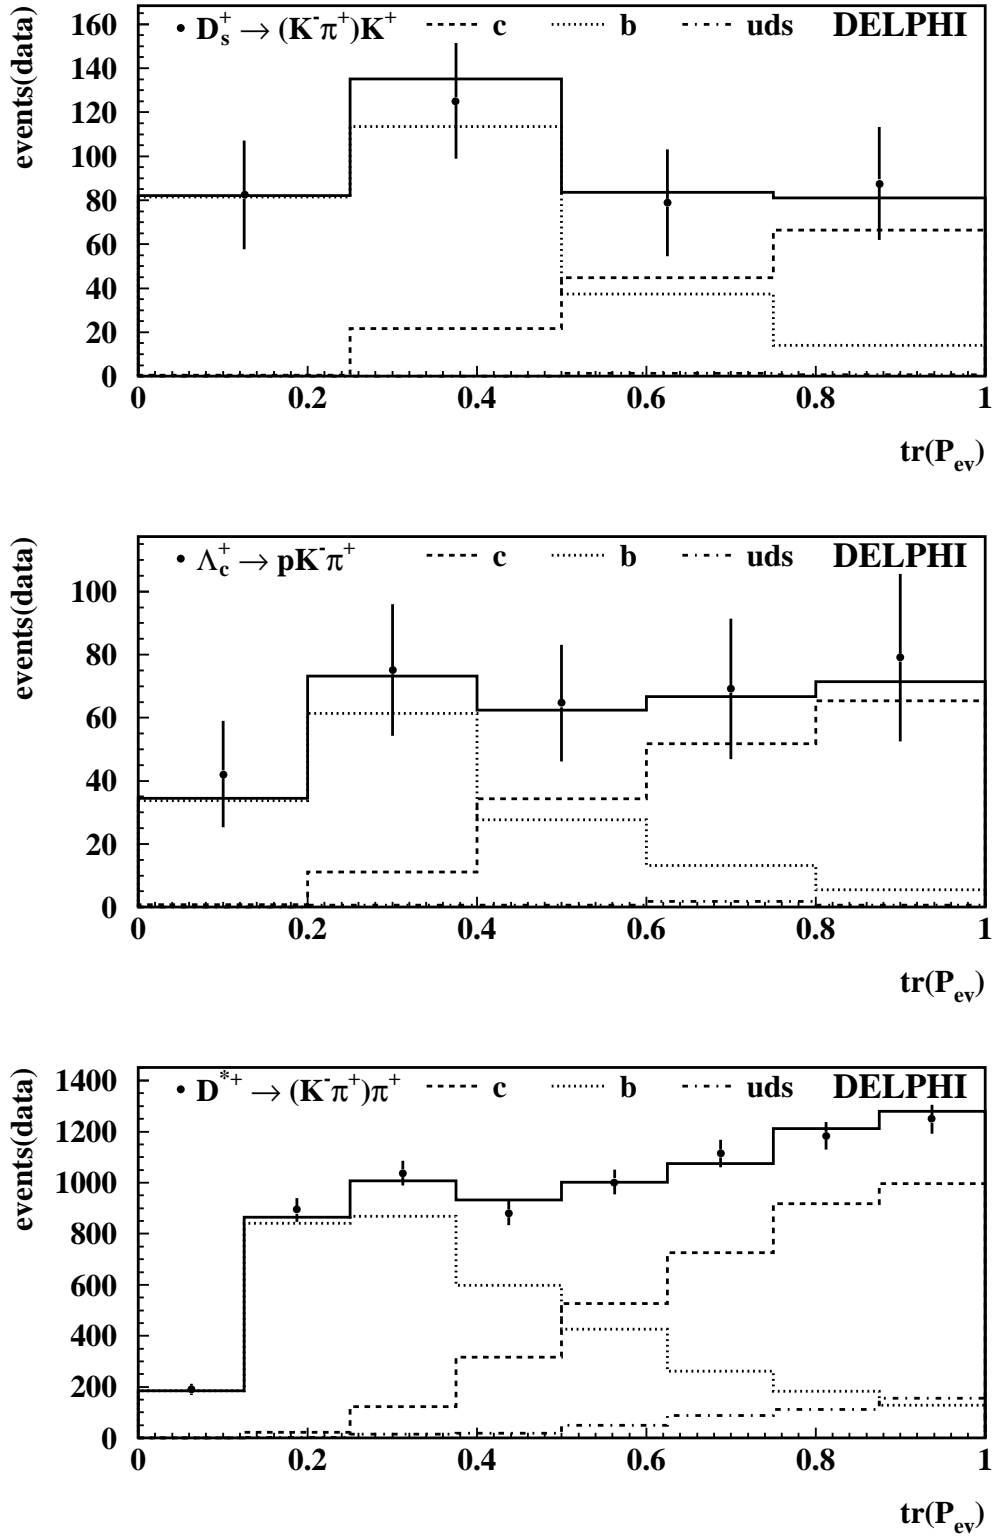 D_s^+ → (K^-π^+)K^+ c b uds DELPHI
events(data)
160
140
120
100
80
60
40
20
0
0 0.2 0.4 0.6 0.8 1
tr(P_ev)
Λ_c^+ → pK^-π^+ c b uds DELPHI
events(data)
100
80
60
40
20
0
0 0.2 0.4 0.6 0.8 1
tr(P_ev)
D^*+ → (K^-π^+)π^+ c b uds DELPHI
events(data)
1400
1200
1000
800
600
400
200
0
0 0.2 0.4 0.6 0.8 1
tr(P_ev)